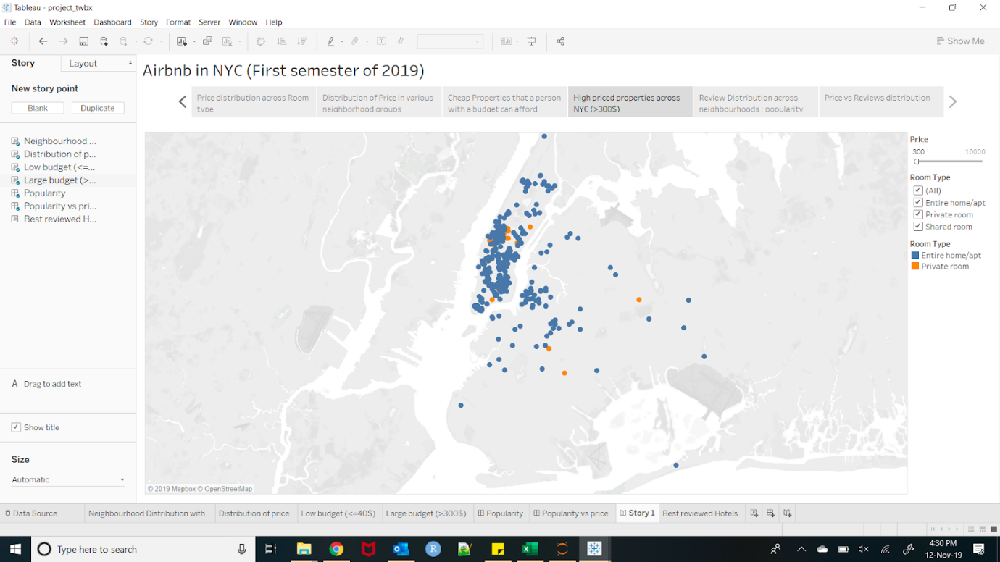 Tableau - project_twbx
File Data Worksheet Dashboard Story Format Server Window Help
Show Me
Story
Layout
New story point
Blank
Duplicate
Neighbourhood ...
Distribution of p...
Low budget (<=...
Large budget (>...
Popularity
Popularity vs pri...
Best reviewed H...
A Drag to add text
Show title
Size
Automatic
Airbnb in NYC (First semester of 2019)
Price distribution across Room
type
Distribution of Price in various
neighborhood groups
Cheap Properties that a person
with a budget can afford
High priced properties across
NYC (>300$)
Review Distribution across
neighbourhoods : popularity
Price vs Reviews distribution
© 2019 Mapbox © OpenStreetMap
Price
300 10000
Room Type
(All)
Entire home/apt
Private room
Shared room
Room Type
Entire home/apt
Private room
Data Source
Neighbourhood Distribution with...
Distribution of price
Low budget (<=40$)
Large budget (>300$)
Popularity
Popularity vs price
Story 1
Best reviewed Hotels
Type here to search
R
4:30 PM
12-Nov-19